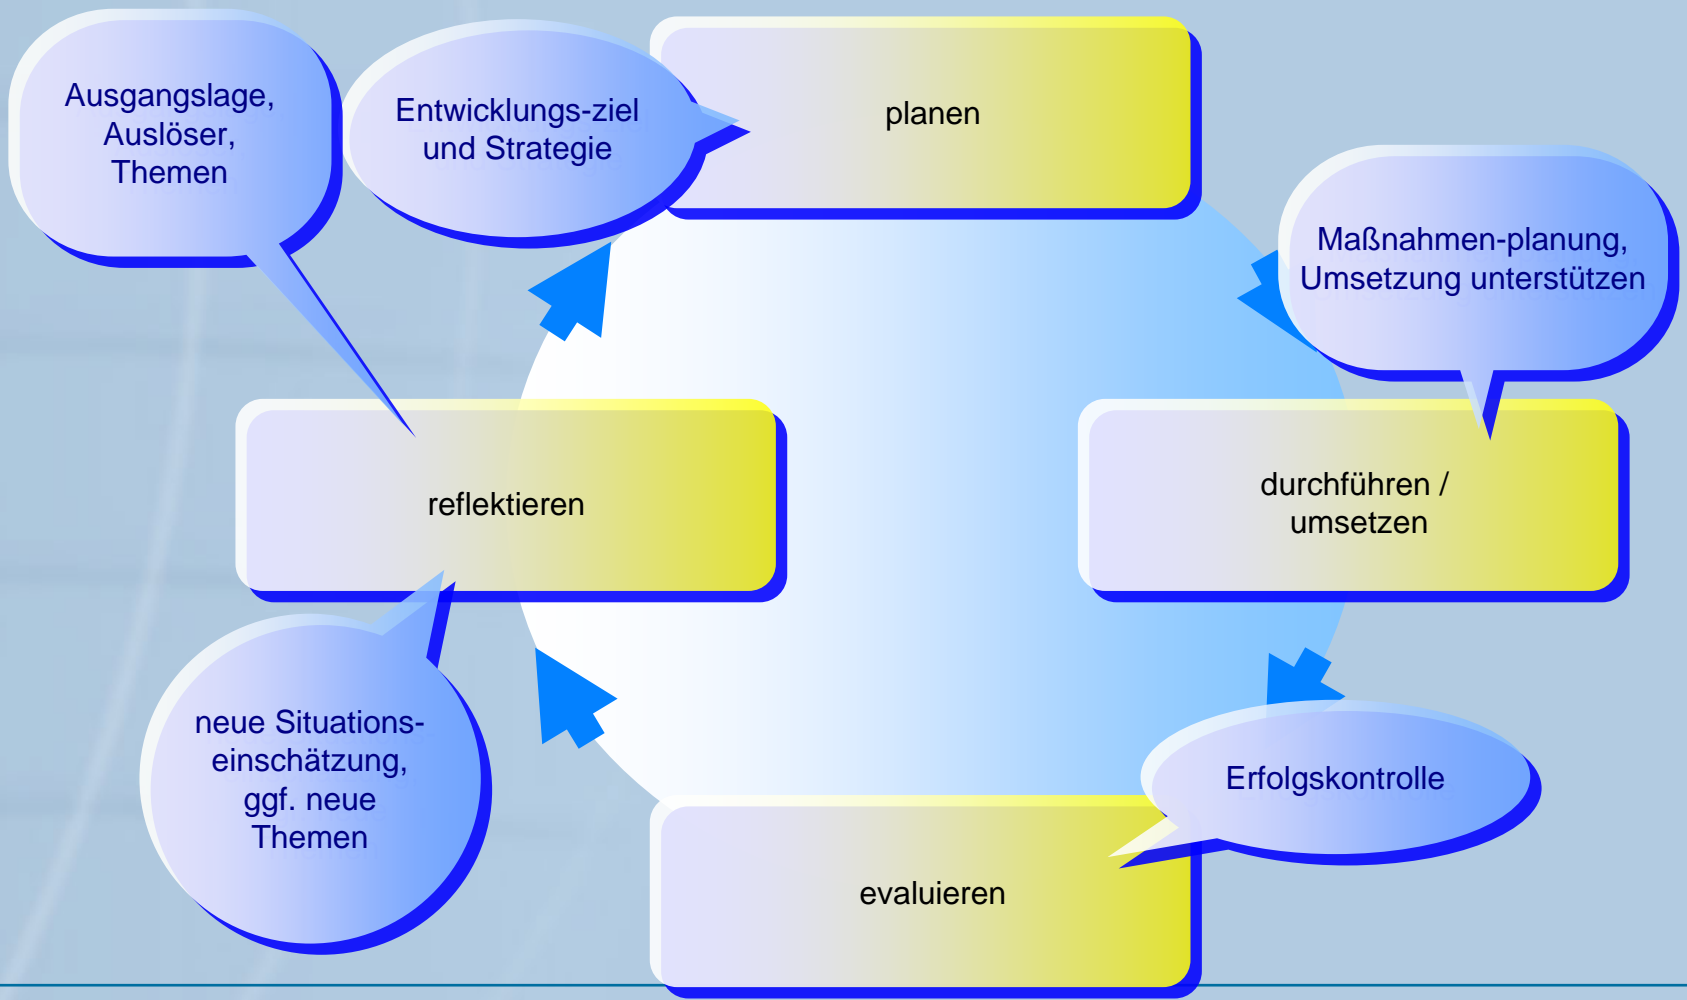 Ausgangslage,
Auslöser,
Themen
Entwicklungs-ziel
und Strategie
planen
Maßnahmen-planung,
Umsetzung unterstützen
reflektieren
durchführen /
umsetzen
neue Situations-
einschätzung,
ggf. neue
Themen
Erfolgskontrolle
evaluieren